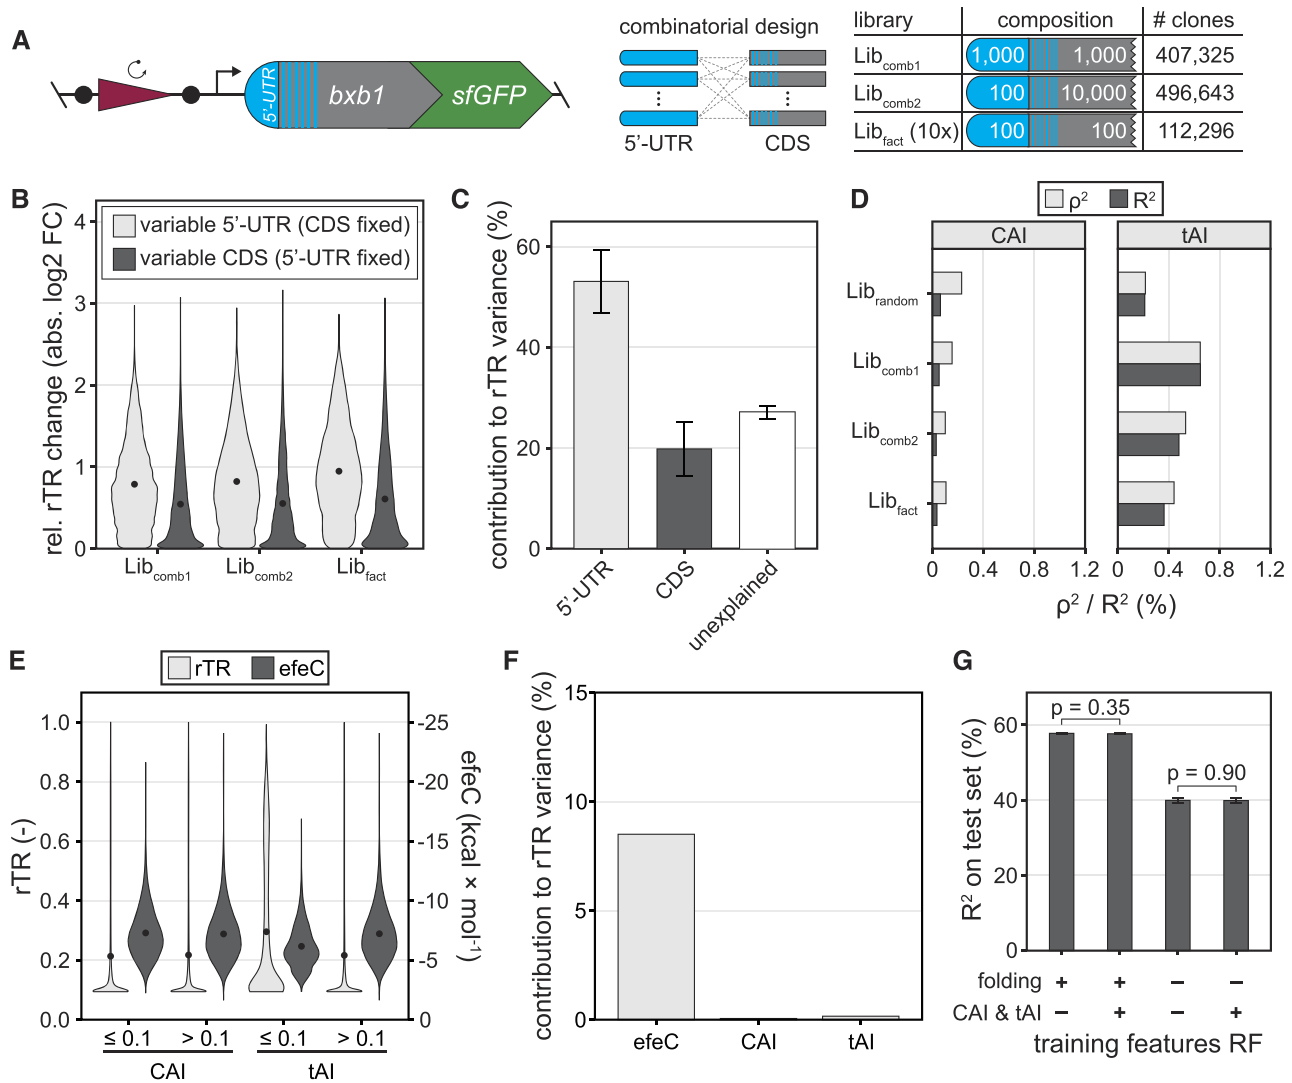 A
5'-UTR
bxb1
sfGFP
combinatorial design
5'-UTR
CDS
library composition # clones
Libcomb1 1,000 1,000 407,325
Libcomb2 100 10,000 496,643
Libfact (10x) 100 100 112,296
B
variable 5'-UTR (CDS fixed)
variable CDS (5'-UTR fixed)
rel. rTR change (abs. log2 FC)
4
3
2
1
0
Libcomb1 Libcomb2 Libfact
C
contribution to rTR variance (%)
60
40
20
0
5'-UTR
CDS
unexplained
D
ρ² R²
CAI tAI
Librandom
Libcomb1
Libcomb2
Libfact
0 0.4 0.8 1.2 0 0.4 0.8 1.2
ρ² / R² (%)
E
rTR efeC
rTR (-)
1.0
0.8
0.6
0.4
0.2
0.0
-25
-20
-15
-10
-5
0
efeC (kcal × mol⁻¹)
≤ 0.1 > 0.1 ≤ 0.1 > 0.1
CAI tAI
F
contribution to rTR variance (%)
15
10
5
0
efeC CAI tAI
G
R² on test set (%)
60
40
20
0
p = 0.35
p = 0.90
folding + + − −
CAI & tAI − + − +
training features RF